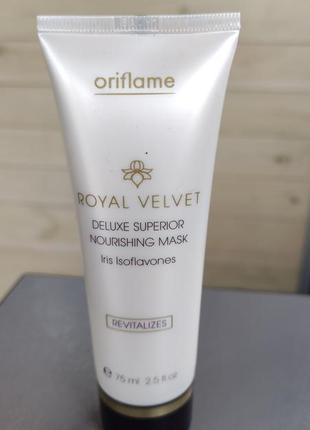 oriflame
ROYAL VELVET
DELUXE SUPERIOR
NOURISHING MASK
Iris Isoflavones
REVITALIZES
℮ 75 ml 2.5 fl oz